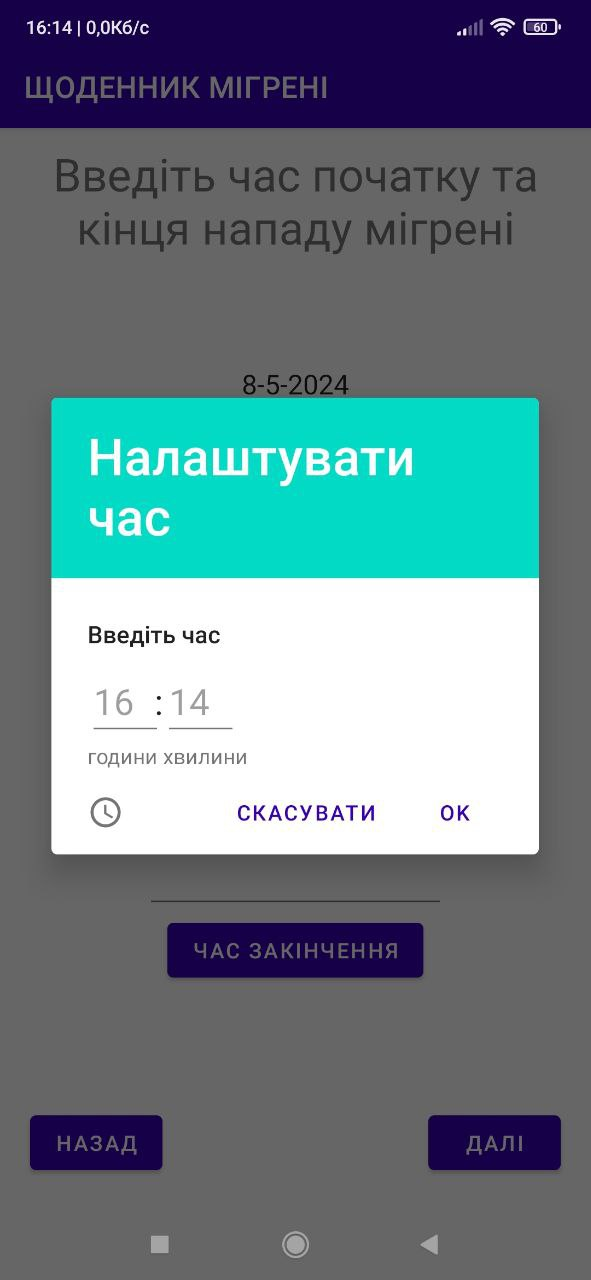 16:14 | 0,0Кб/с
60
ЩОДЕННИК МІГРЕНІ
Введіть час початку та
кінця нападу мігрені
8-5-2024
Налаштувати
час
Введіть час
16 : 14
години хвилини
СКАСУВАТИ OK
ЧАС ЗАКІНЧЕННЯ
НАЗАД ДАЛІ